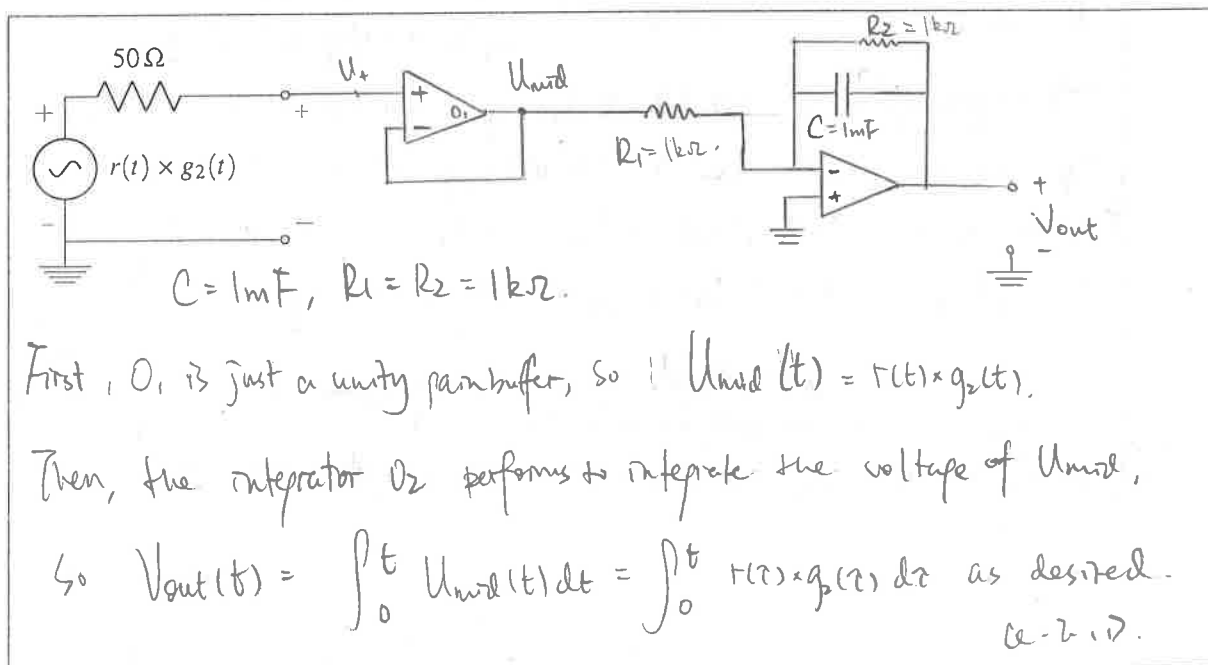 R2 = 1kΩ
50Ω
U+
Umid
+
+
+
O1
-
C = 1mF
R1 = 1kΩ.
r(t) × g2(t)
-
+
+
Vout
-
-
-
C = 1mF, R1 = R2 = 1kΩ.
First, O1 is just a unity gain buffer, so : Umid(t) = r(t) × g2(t).
Then, the integrator O2 performs to integrate the voltage of Umid,
So Vout(t) = ∫0^t Umid(t) dt = ∫0^t r(τ) × g2(τ) dτ as desired.
Q.E.D.